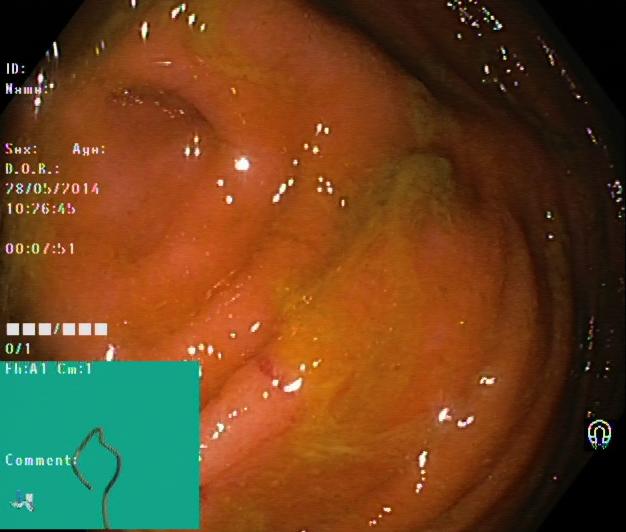 ID:
Name:
Sex: Age:
D.O.B.:
28/05/2014
10:26:45
00:07:51
■■■/■■■
0/1
Eh:A1 Cm:1
Comment: